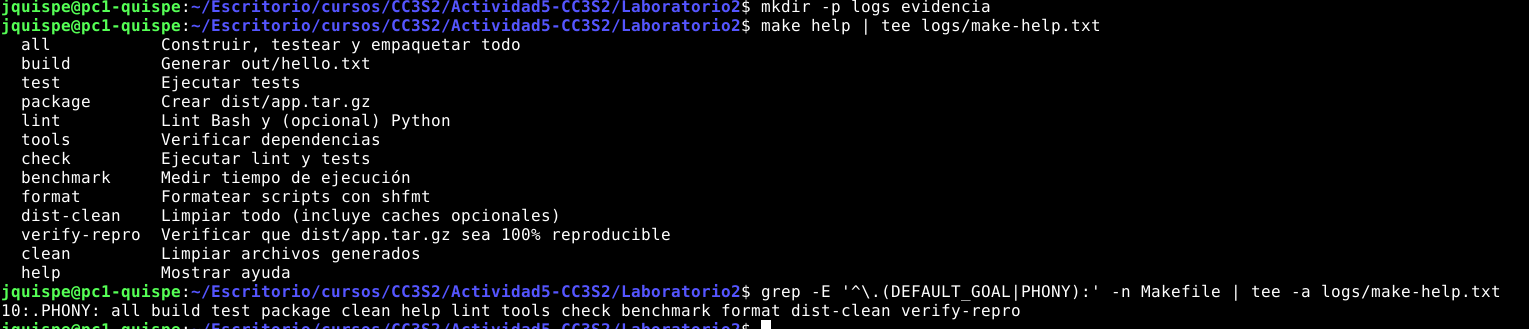 jquispe@pc1-quispe:~/Escritorio/cursos/CC3S2/Actividad5-CC3S2/Laboratorio2$ mkdir -p logs evidencia
jquispe@pc1-quispe:~/Escritorio/cursos/CC3S2/Actividad5-CC3S2/Laboratorio2$ make help | tee logs/make-help.txt
  all           Construir, testear y empaquetar todo
  build         Generar out/hello.txt
  test          Ejecutar tests
  package       Crear dist/app.tar.gz
  lint          Lint Bash y (opcional) Python
  tools         Verificar dependencias
  check         Ejecutar lint y tests
  benchmark     Medir tiempo de ejecución
  format        Formatear scripts con shfmt
  dist-clean    Limpiar todo (incluye caches opcionales)
  verify-repro  Verificar que dist/app.tar.gz sea 100% reproducible
  clean         Limpiar archivos generados
  help          Mostrar ayuda
jquispe@pc1-quispe:~/Escritorio/cursos/CC3S2/Actividad5-CC3S2/Laboratorio2$ grep -E '^\.(DEFAULT_GOAL|PHONY):' -n Makefile | tee -a logs/make-help.txt
10:.PHONY: all build test package clean help lint tools check benchmark format dist-clean verify-repro
jquispe@pc1-quispe:~/Escritorio/cursos/CC3S2/Actividad5-CC3S2/Laboratorio2$